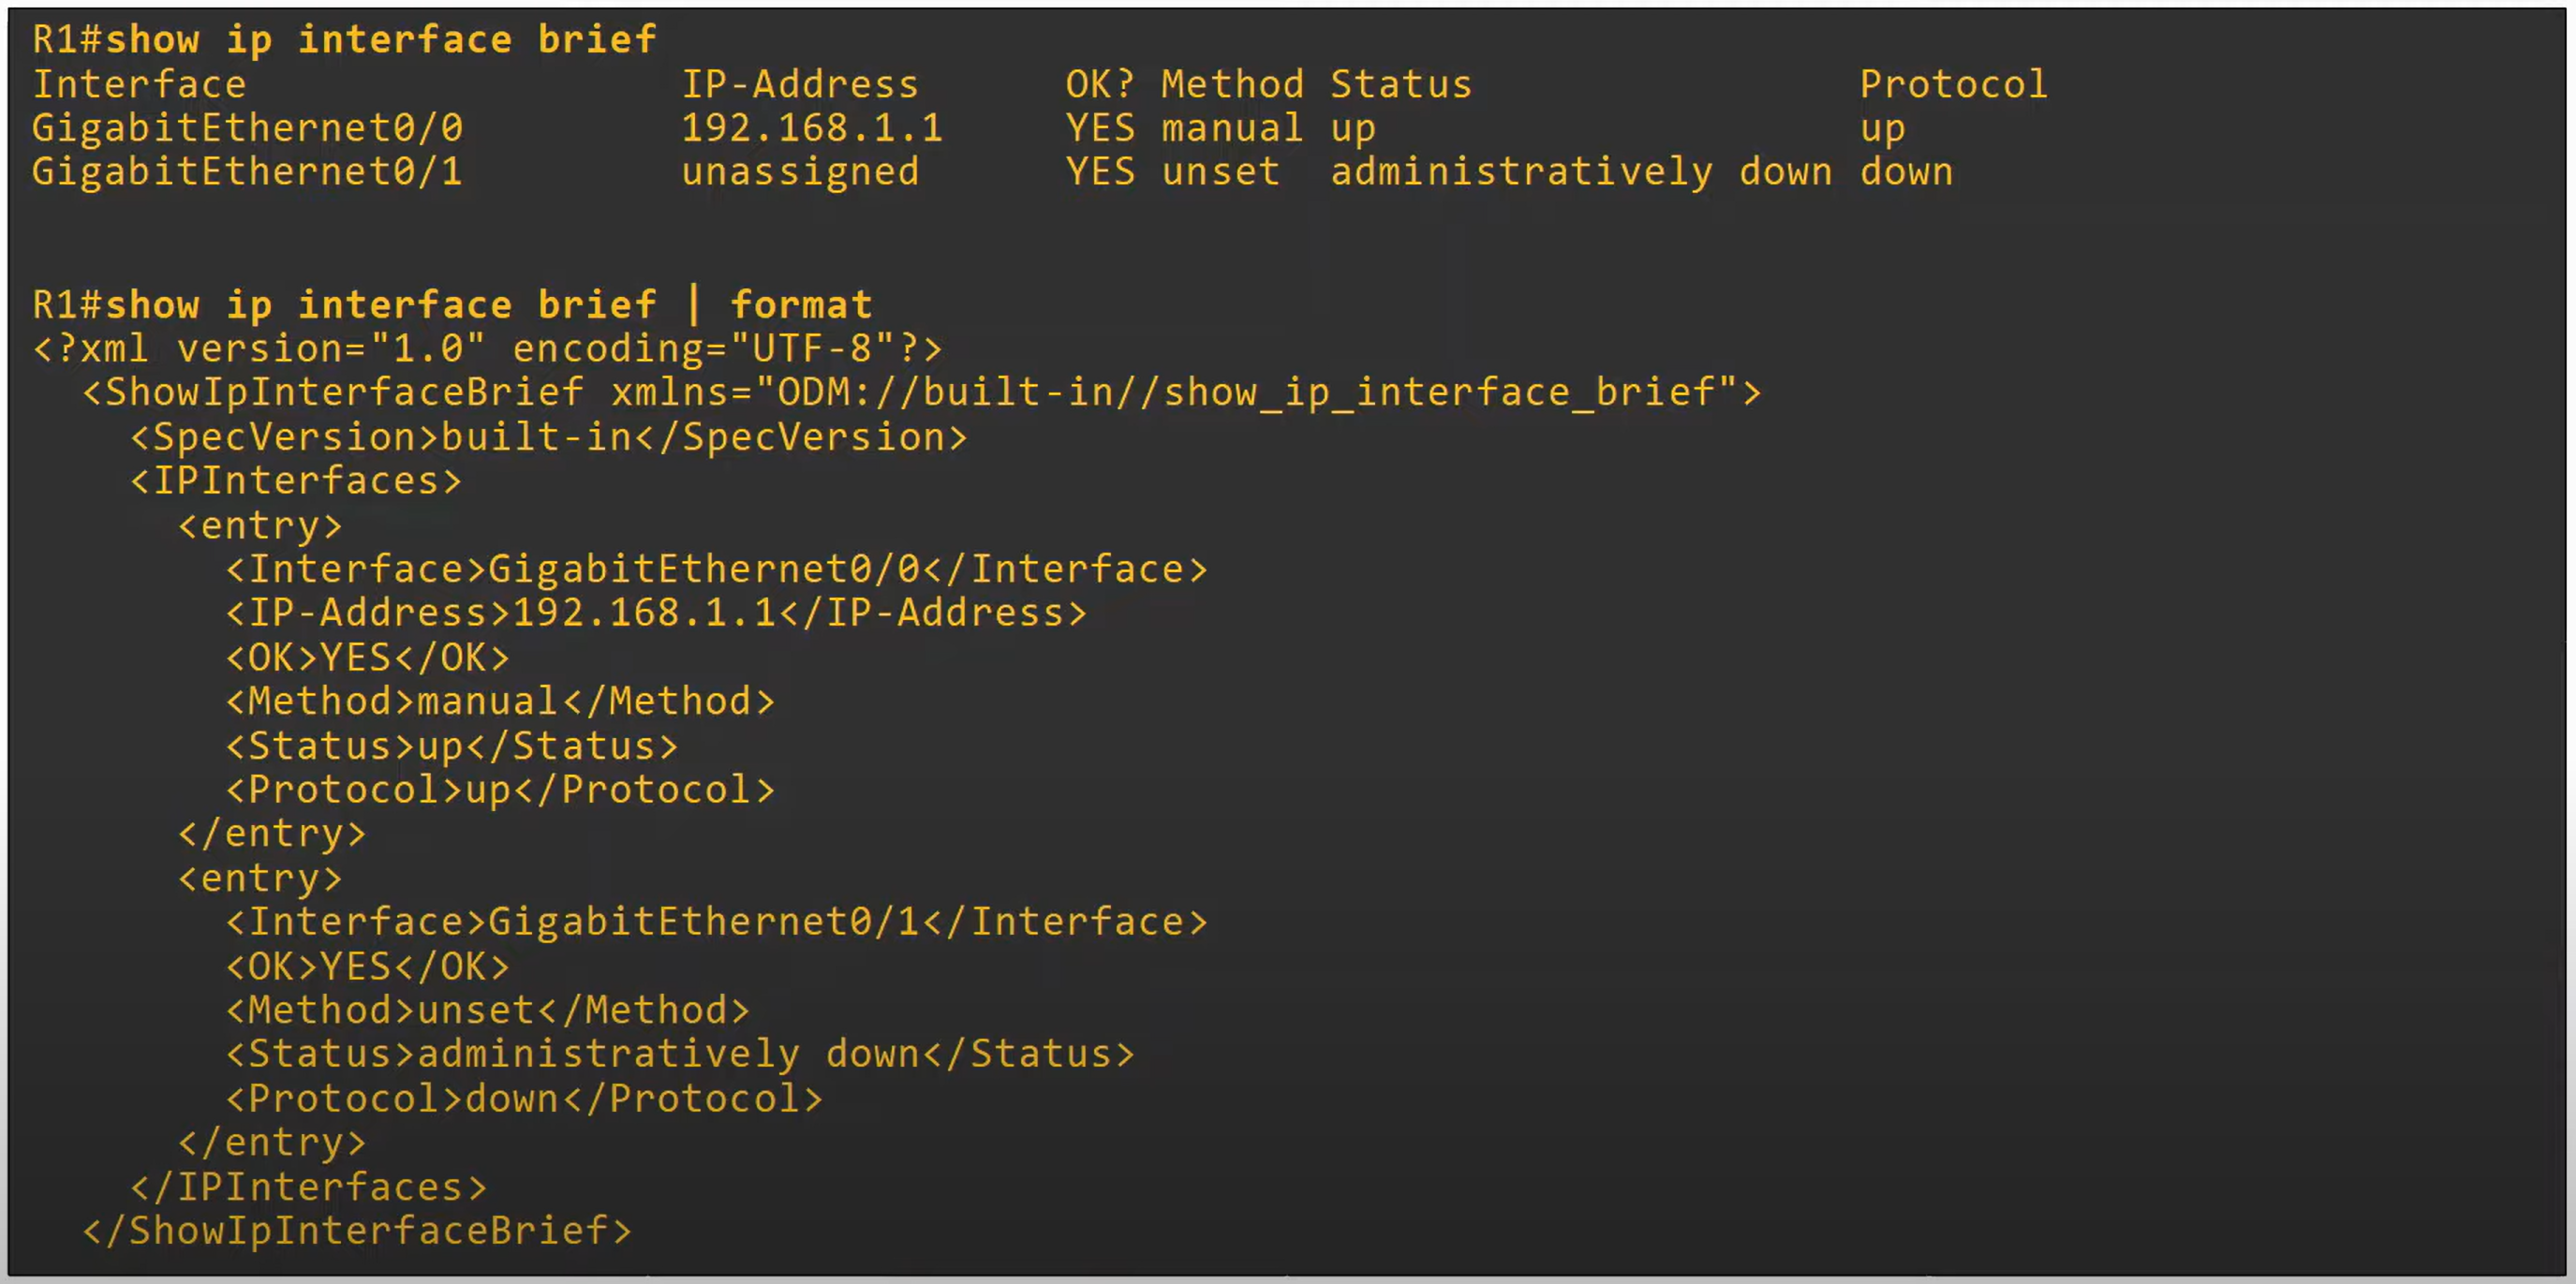 R1#show ip interface brief
Interface                  IP-Address      OK? Method Status                Protocol
GigabitEthernet0/0         192.168.1.1     YES manual up                    up
GigabitEthernet0/1         unassigned      YES unset  administratively down down
R1#show ip interface brief | format
<?xml version="1.0" encoding="UTF-8"?>
  <ShowIpInterfaceBrief xmlns="ODM://built-in//show_ip_interface_brief">
    <SpecVersion>built-in</SpecVersion>
    <IPInterfaces>
      <entry>
        <Interface>GigabitEthernet0/0</Interface>
        <IP-Address>192.168.1.1</IP-Address>
        <OK>YES</OK>
        <Method>manual</Method>
        <Status>up</Status>
        <Protocol>up</Protocol>
      </entry>
      <entry>
        <Interface>GigabitEthernet0/1</Interface>
        <OK>YES</OK>
        <Method>unset</Method>
        <Status>administratively down</Status>
        <Protocol>down</Protocol>
      </entry>
    </IPInterfaces>
  </ShowIpInterfaceBrief>